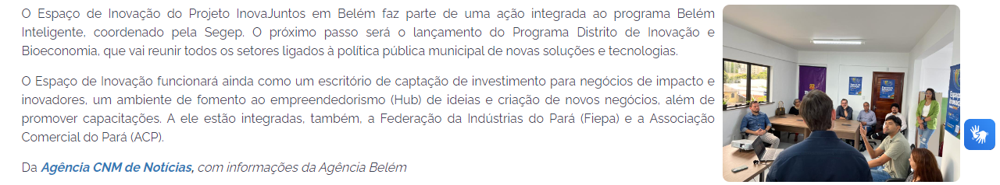 O Espaço de Inovação do Projeto InovaJuntos em Belém faz parte de uma ação integrada ao programa Belém
Inteligente, coordenado pela Segep. O próximo passo será o lançamento do Programa Distrito de Inovação e
Bioeconomia, que vai reunir todos os setores ligados à política pública municipal de novas soluções e tecnologias.
O Espaço de Inovação funcionará ainda como um escritório de captação de investimento para negócios de impacto e
inovadores, um ambiente de fomento ao empreendedorismo (Hub) de ideias e criação de novos negócios, além de
promover capacitações. A ele estão integradas, também, a Federação da Indústrias do Pará (Fiepa) e a Associação
Comercial do Pará (ACP).
Da Agência CNM de Notícias, com informações da Agência Belém